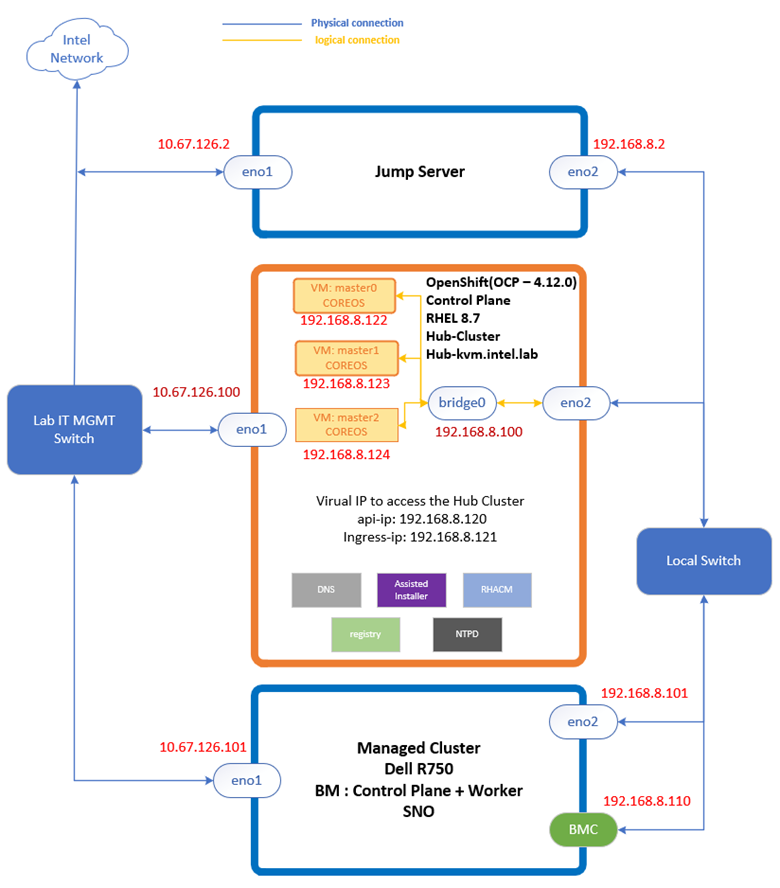 Physical connection
logical connection
Intel
Network
10.67.126.2
192.168.8.2
eno1
Jump Server
eno2
VM: master0
COREOS
192.168.8.122
VM: master1
COREOS
192.168.8.123
VM: master2
COREOS
192.168.8.124
OpenShift(OCP – 4.12.0)
Control Plane
RHEL 8.7
Hub-Cluster
Hub-kvm.intel.lab
10.67.126.100
Lab IT MGMT
Switch
eno1
bridge0
192.168.8.100
eno2
Virual IP to access the Hub Cluster
api-ip: 192.168.8.120
Ingress-ip: 192.168.8.121
DNS
Assisted
Installer
RHACM
registry
NTPD
Local Switch
10.67.126.101
eno1
Managed Cluster
Dell R750
BM : Control Plane + Worker
SNO
192.168.8.101
eno2
192.168.8.110
BMC